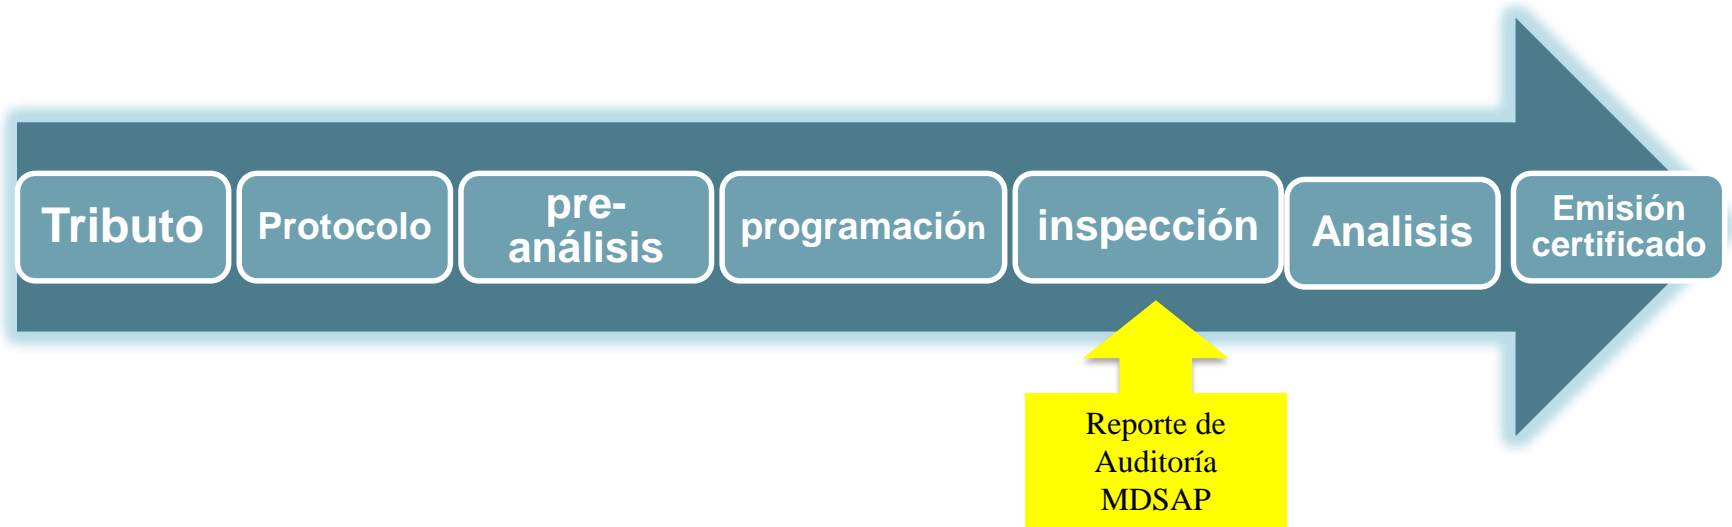 Tributo
Protocolo
pre-
análisis
programación
inspección
Analisis
Emisión
certificado
Reporte de
Auditoría
MDSAP